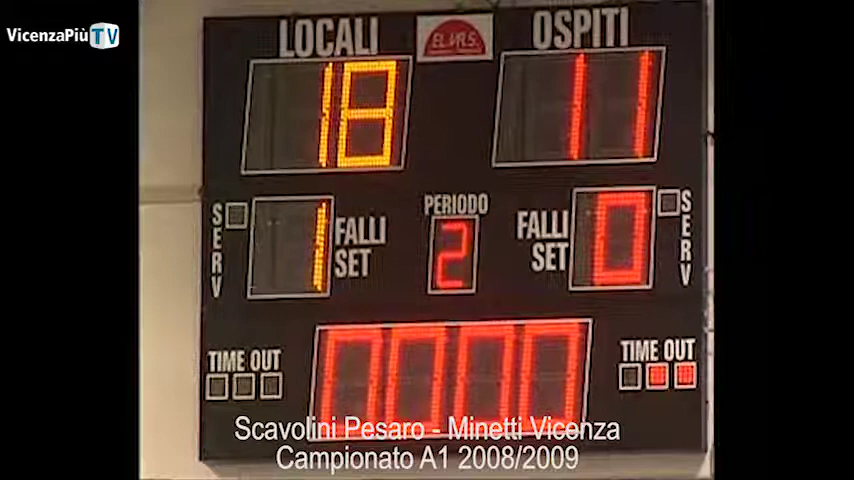 VicenzaPiùTV
LOCALI EL.VI.R.S. OSPITI
18 11
SERV 1 FALLI SET PERIODO 2 FALLI SET 0 SERV
TIME OUT 0000 TIME OUT
Scavolini Pesaro - Minetti Vicenza
Campionato A1 2008/2009